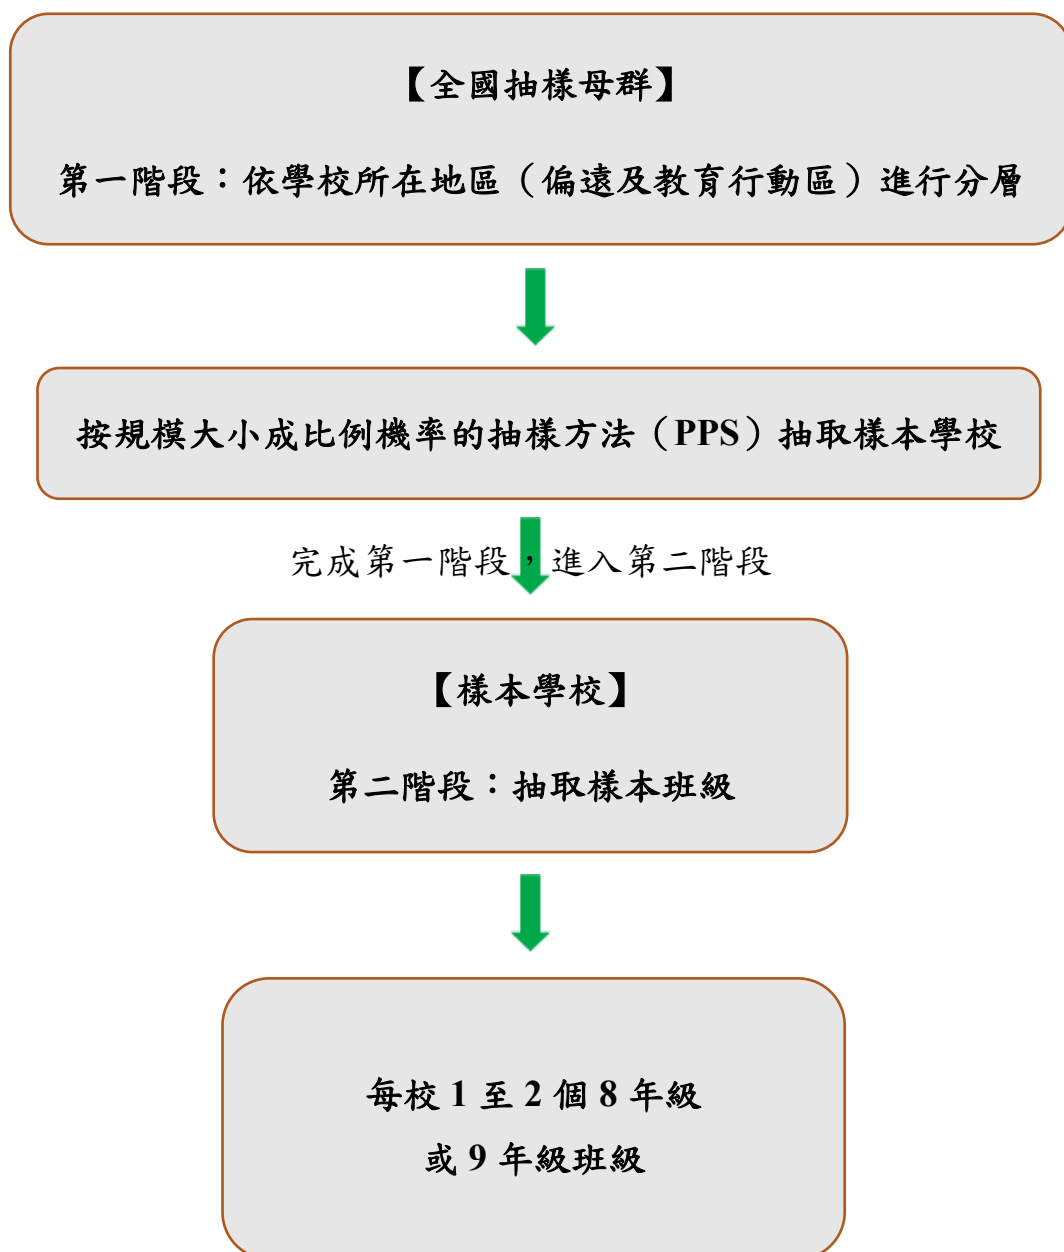 【全國抽樣母群】
第一階段：依學校所在地區（偏遠及教育行動區）進行分層
按規模大小成比例機率的抽樣方法（PPS）抽取樣本學校
完成第一階段，進入第二階段
【樣本學校】
第二階段：抽取樣本班級
每校 1 至 2 個 8 年級
或 9 年級班級